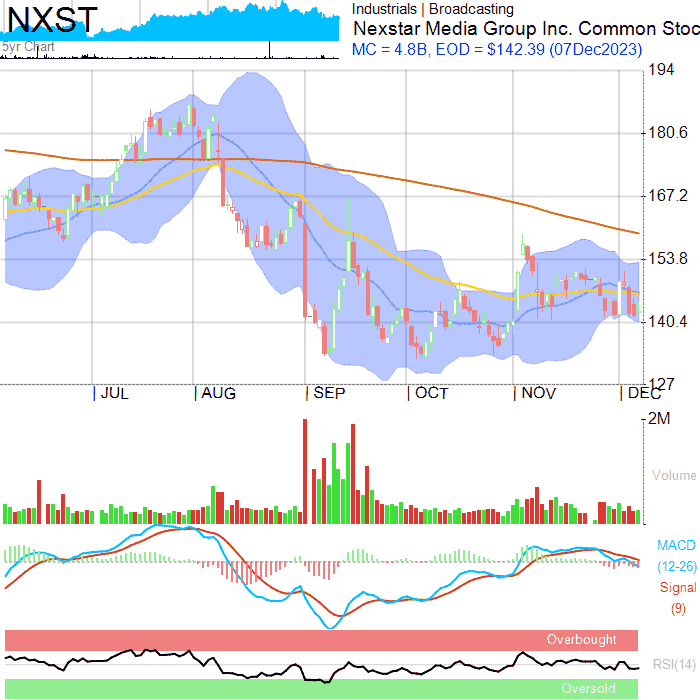 NXST
5yr Chart
Industrials | Broadcasting
Nexstar Media Group Inc. Common Stoc
MC = 4.8B, EOD = $142.39 (07Dec2023)
194
180.6
167.2
153.8
140.4
127
JUL
AUG
SEP
OCT
NOV
DEC
2M
Volume
MACD
(12-26)
Signal
(9)
Overbought
RSI(14)
Oversold